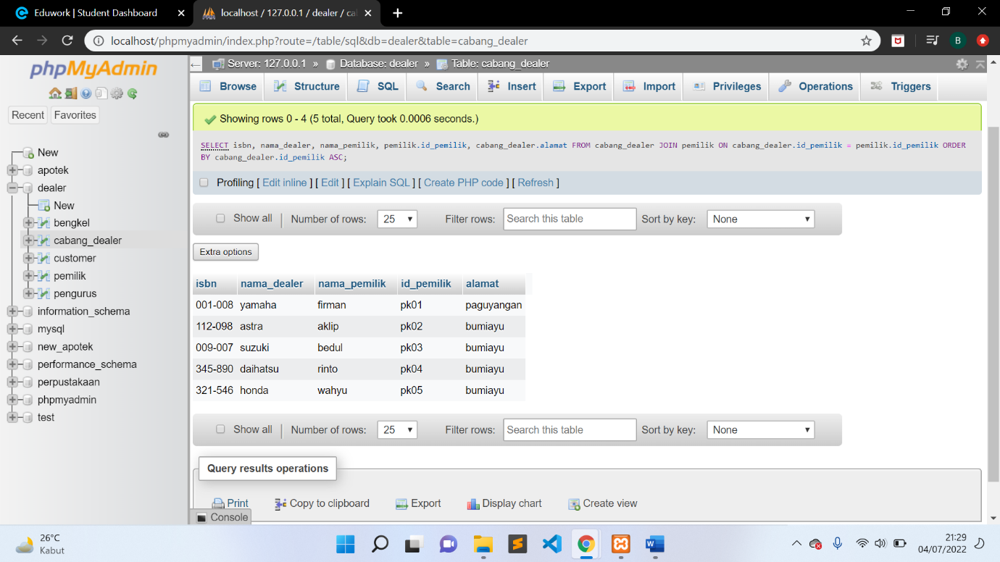 Eduwork | Student Dashboard
localhost / 127.0.0.1 / dealer / ca
localhost/phpmyadmin/index.php?route=/table/sql&db=dealer&table=cabang_dealer
B
phpMyAdmin
Recent Favorites
New
apotek
dealer
New
bengkel
cabang_dealer
customer
pemilik
pengurus
information_schema
mysql
new_apotek
performance_schema
perpustakaan
phpmyadmin
test
Server: 127.0.0.1 » Database: dealer » Table: cabang_dealer
Browse Structure SQL Search Insert Export Import Privileges Operations Triggers
Showing rows 0 - 4 (5 total, Query took 0.0006 seconds.)
SELECT isbn, nama_dealer, nama_pemilik, pemilik.id_pemilik, cabang_dealer.alamat FROM cabang_dealer JOIN pemilik ON cabang_dealer.id_pemilik = pemilik.id_pemilik ORDER
BY cabang_dealer.id_pemilik ASC;
Profiling [ Edit inline ] [ Edit ] [ Explain SQL ] [ Create PHP code ] [ Refresh ]
Show all Number of rows: 25 Filter rows: Search this table Sort by key: None
Extra options
isbn nama_dealer nama_pemilik id_pemilik alamat
001-008 yamaha firman pk01 paguyangan
112-098 astra aklip pk02 bumiayu
009-007 suzuki bedul pk03 bumiayu
345-890 daihatsu rinto pk04 bumiayu
321-546 honda wahyu pk05 bumiayu
Show all Number of rows: 25 Filter rows: Search this table Sort by key: None
Query results operations
Print Copy to clipboard Export Display chart Create view
Console
26°C
Kabut
21:29
04/07/2022